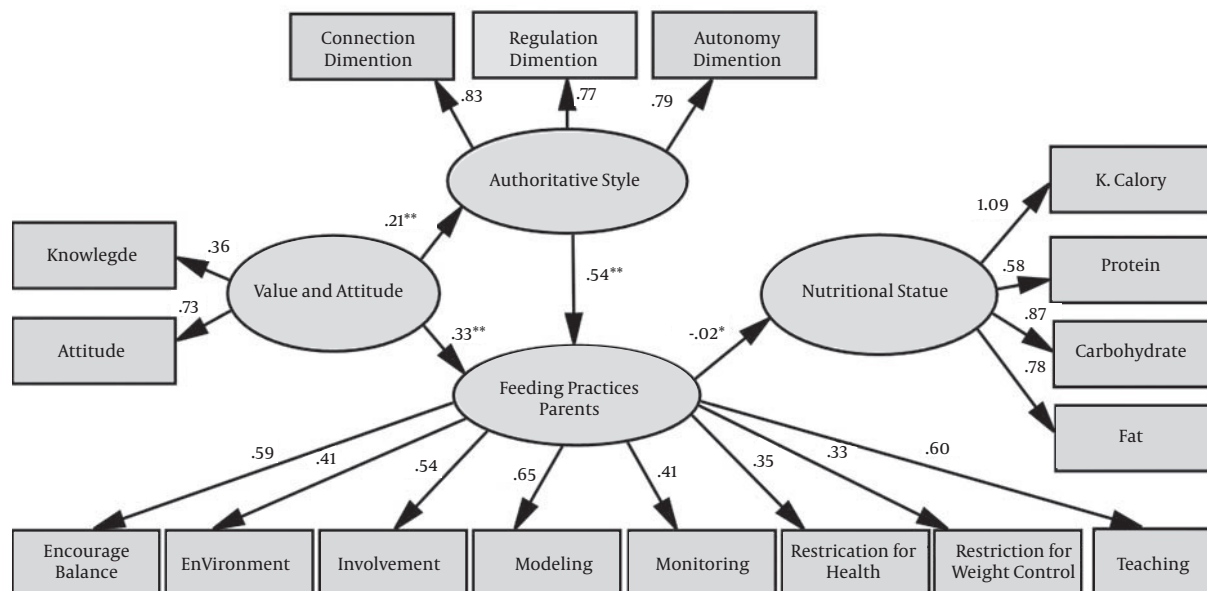 Connection
Dimention
Regulation
Dimention
Autonomy
Dimention
.83
.77
.79
Authoritative Style
K. Calory
1.09
.21**
Knowlegde
.36
.54**
Protein
.58
Value and Attitude
Nutritional Statue
.73
.87
Attitude
.33**
-.02*
Carbohydrate
.78
Feeding Practices
Parents
Fat
.59
.41
.54
.65
.41
.35
.33
.60
Encourage
Balance
EnVironment
Involvement
Modeling
Monitoring
Restrication for
Health
Restriction for
Weight Control
Teaching